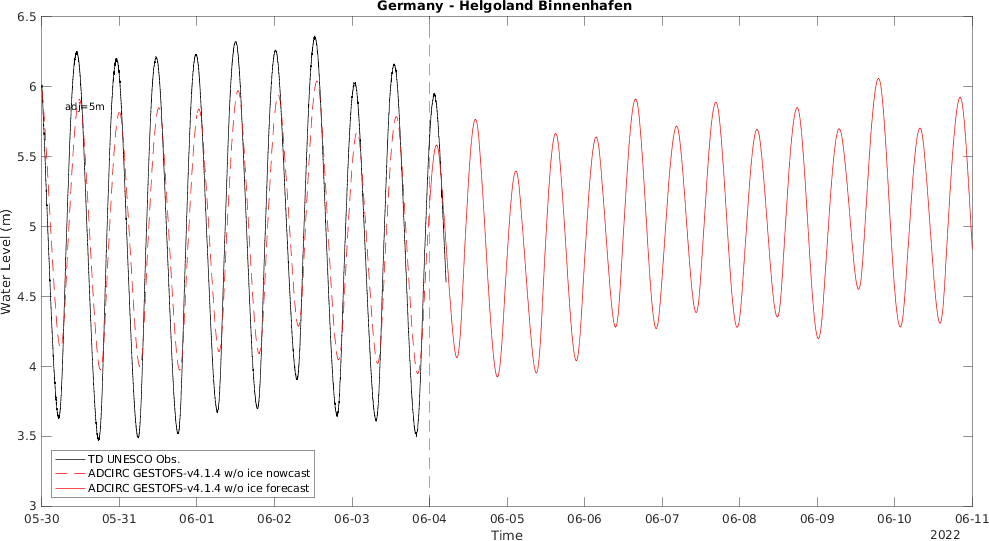 Germany - Helgoland Binnenhafen
6.5
6
5.5
5
4.5
4
3.5
3
Water Level (m)
adj=5m
TD UNESCO Obs.
ADCIRC GESTOFS-v4.1.4 w/o ice nowcast
ADCIRC GESTOFS-v4.1.4 w/o ice forecast
05-30 05-31 06-01 06-02 06-03 06-04 06-05 06-06 06-07 06-08 06-09 06-10 06-11
Time
2022